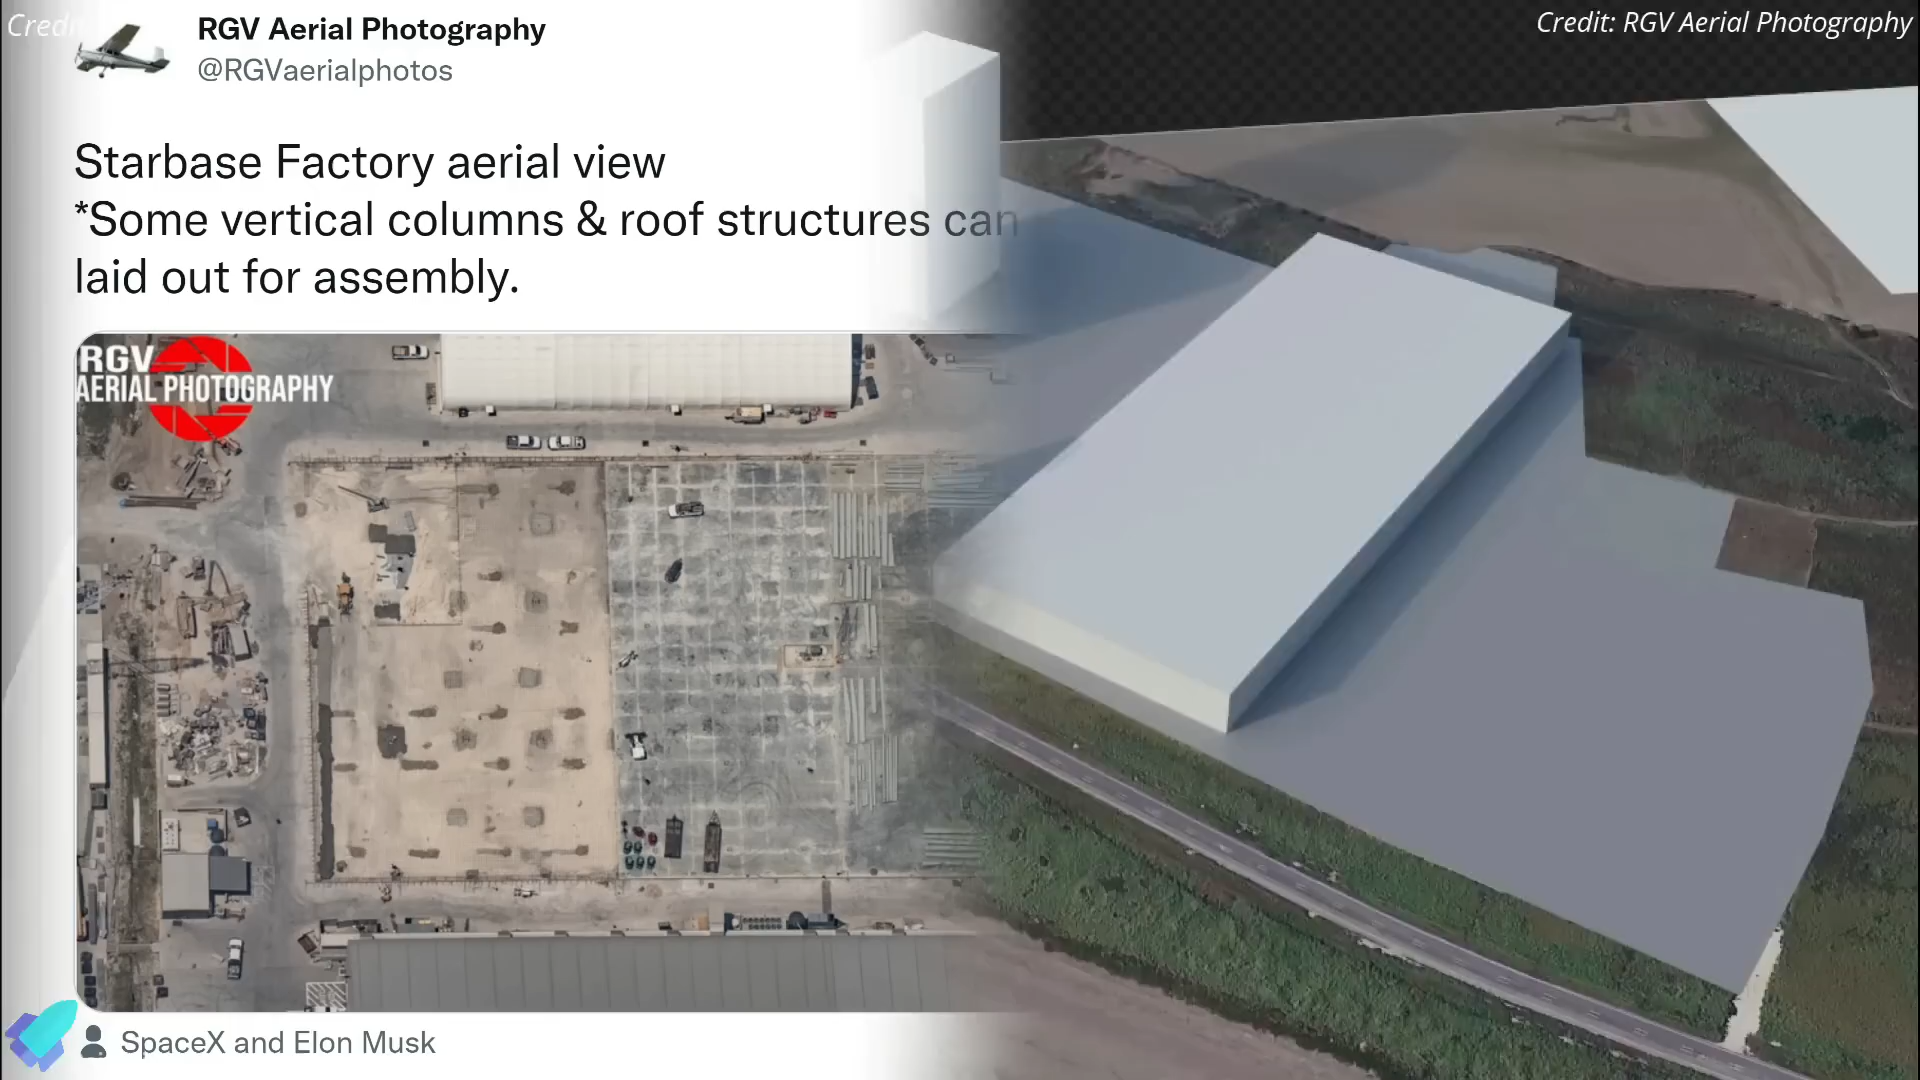 Credit: RGV Aerial Photography
RGV Aerial Photography
@RGVaerialphotos
Starbase Factory aerial view
*Some vertical columns & roof structures can
laid out for assembly.
RGV
AERIAL PHOTOGRAPHY
SpaceX and Elon Musk